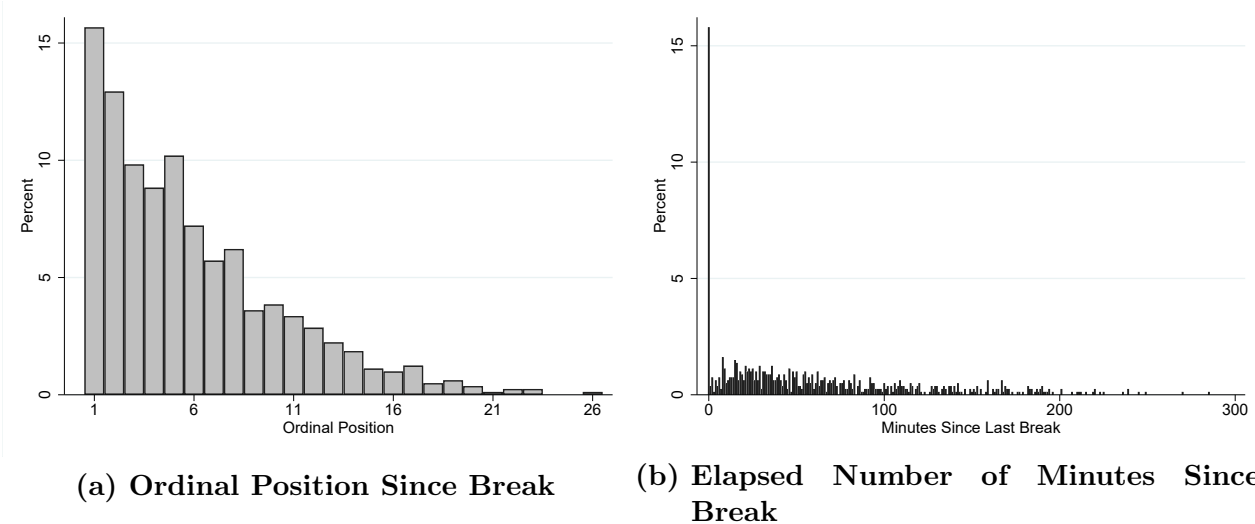 15
10
5
0
Percent
1 6 11 16 21 26
Ordinal Position
(a) Ordinal Position Since Break
15
10
5
0
Percent
0 100 200 300
Minutes Since Last Break
(b) Elapsed Number of Minutes Since
Break